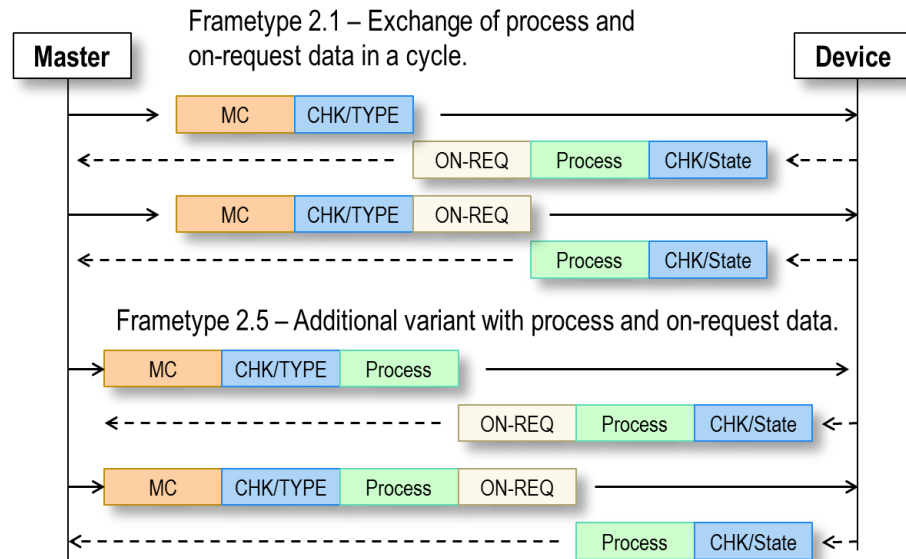 Frametype 2.1 – Exchange of process and
on-request data in a cycle.
Master
Device
MC CHK/TYPE
ON-REQ Process CHK/State
MC CHK/TYPE ON-REQ
Process CHK/State
Frametype 2.5 – Additional variant with process and on-request data.
MC CHK/TYPE Process
ON-REQ Process CHK/State
MC CHK/TYPE Process ON-REQ
Process CHK/State